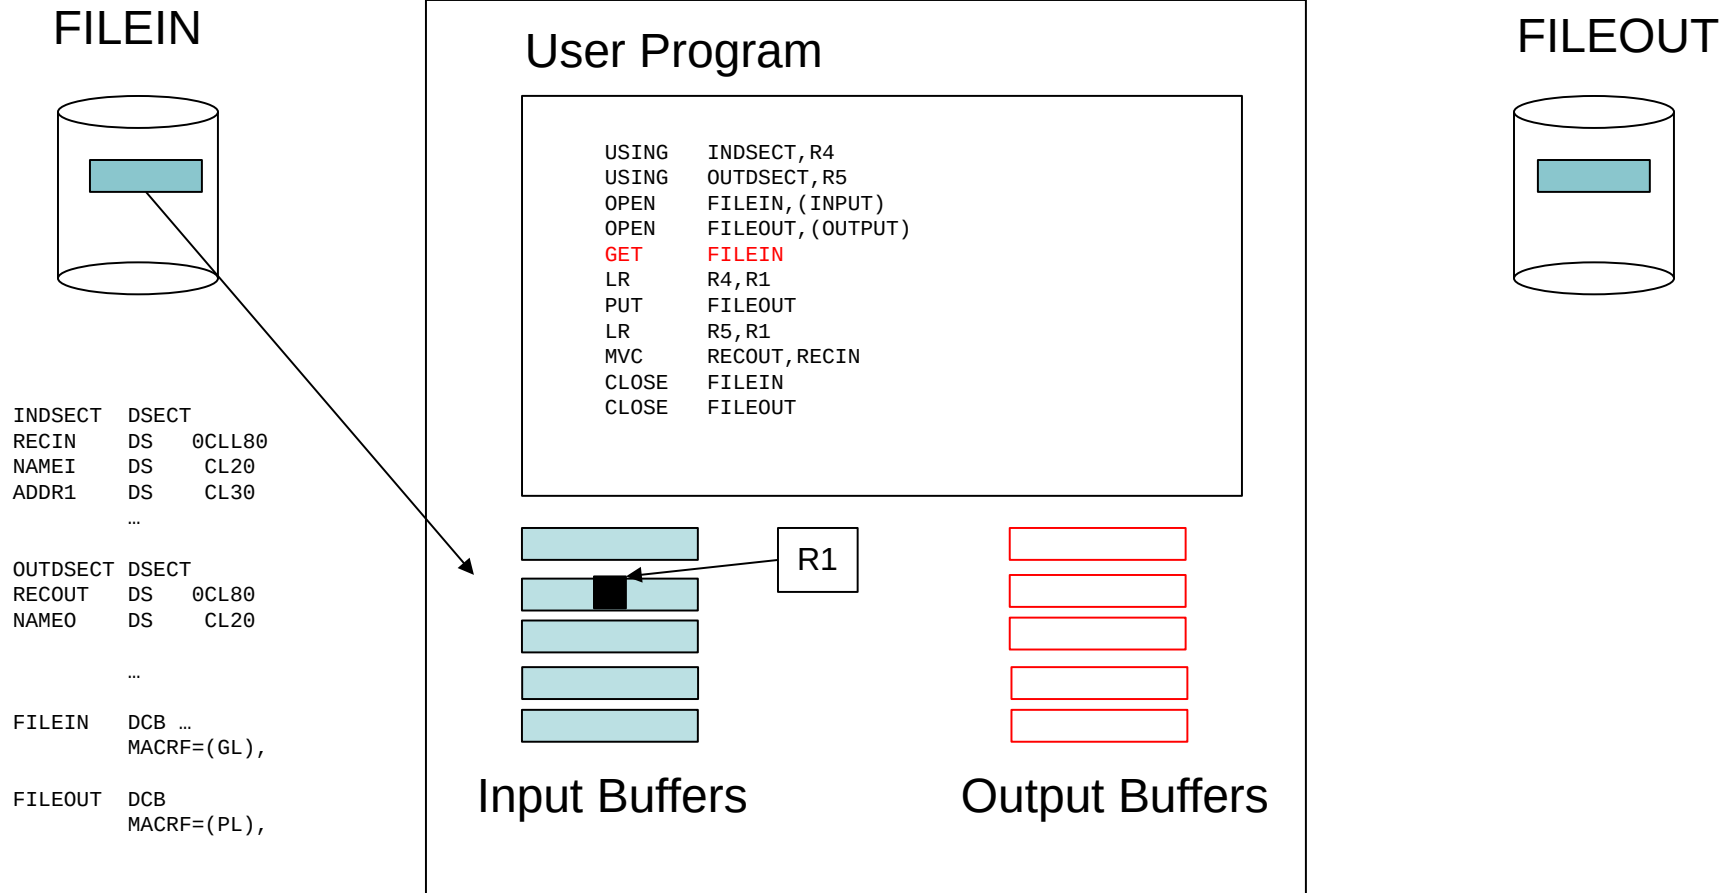 FILEIN
User Program
FILEOUT
USING   INDSECT,R4
USING   OUTDSECT,R5
OPEN    FILEIN,(INPUT)
OPEN    FILEOUT,(OUTPUT)
GET     FILEIN
LR      R4,R1
PUT     FILEOUT
LR      R5,R1
MVC     RECOUT,RECIN
CLOSE   FILEIN
CLOSE   FILEOUT
INDSECT  DSECT
RECIN    DS   0CLL80
NAMEI    DS    CL20
ADDR1    DS    CL30
…
OUTDSECT DSECT
RECOUT   DS   0CL80
NAMEO    DS    CL20
…
FILEIN   DCB …
MACRF=(GL),
FILEOUT  DCB
MACRF=(PL),
R1
Input Buffers
Output Buffers